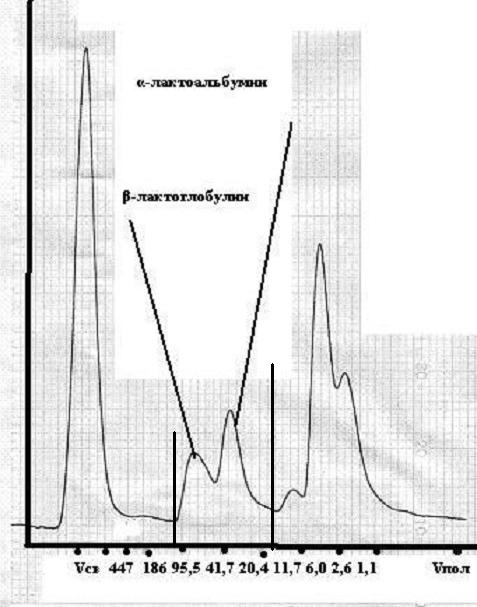 α-лактоальбумин
β-лактоглобулин
Vсв 447 186 95,5 41,7 20,4 11,7 6,0 2,6 1,1 Vпол